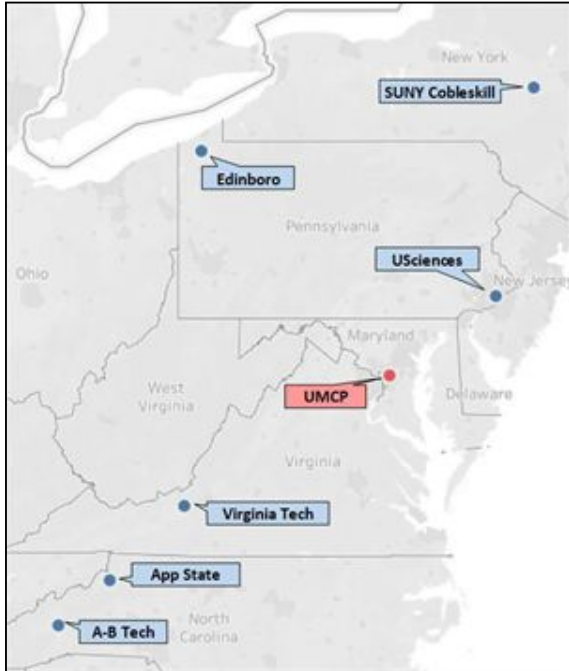 New York
SUNY Cobleskill
Edinboro
Pennsylvania
USciences
Ohio
New Jersey
Maryland
West
Virginia
UMCP
Delaware
Virginia
Virginia Tech
App State
North
Carolina
A-B Tech